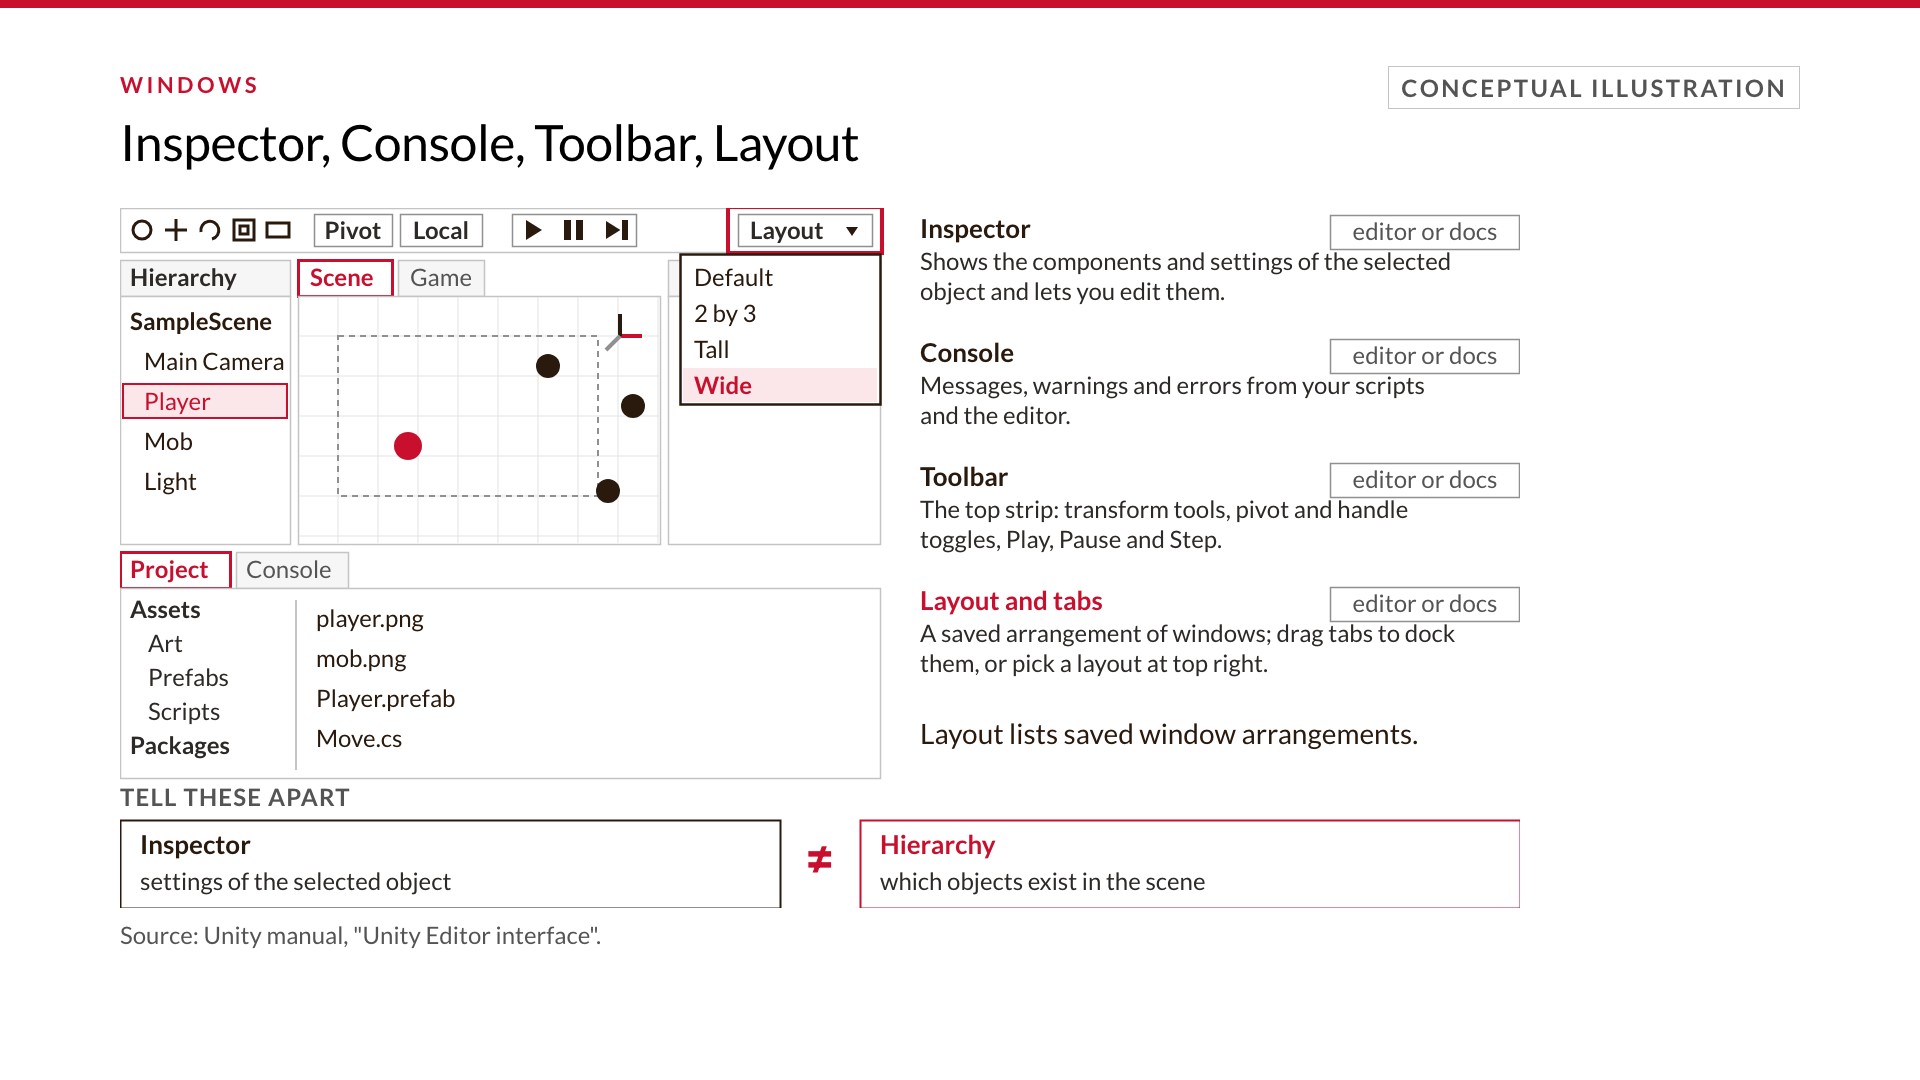 WINDOWS
CONCEPTUAL ILLUSTRATION
Inspector, Console, Toolbar, Layout
Pivot
Local
Layout
Hierarchy
Scene
Game
Default
2 by 3
Tall
Wide
SampleScene
Main Camera
Player
Mob
Light
Project
Console
Assets
Art
Prefabs
Scripts
Packages
player.png
mob.png
Player.prefab
Move.cs
Inspector
editor or docs
Shows the components and settings of the selected
object and lets you edit them.
Console
editor or docs
Messages, warnings and errors from your scripts
and the editor.
Toolbar
editor or docs
The top strip: transform tools, pivot and handle
toggles, Play, Pause and Step.
Layout and tabs
editor or docs
A saved arrangement of windows; drag tabs to dock
them, or pick a layout at top right.
Layout lists saved window arrangements.
TELL THESE APART
Inspector
settings of the selected object
≠
Hierarchy
which objects exist in the scene
Source: Unity manual, "Unity Editor interface".